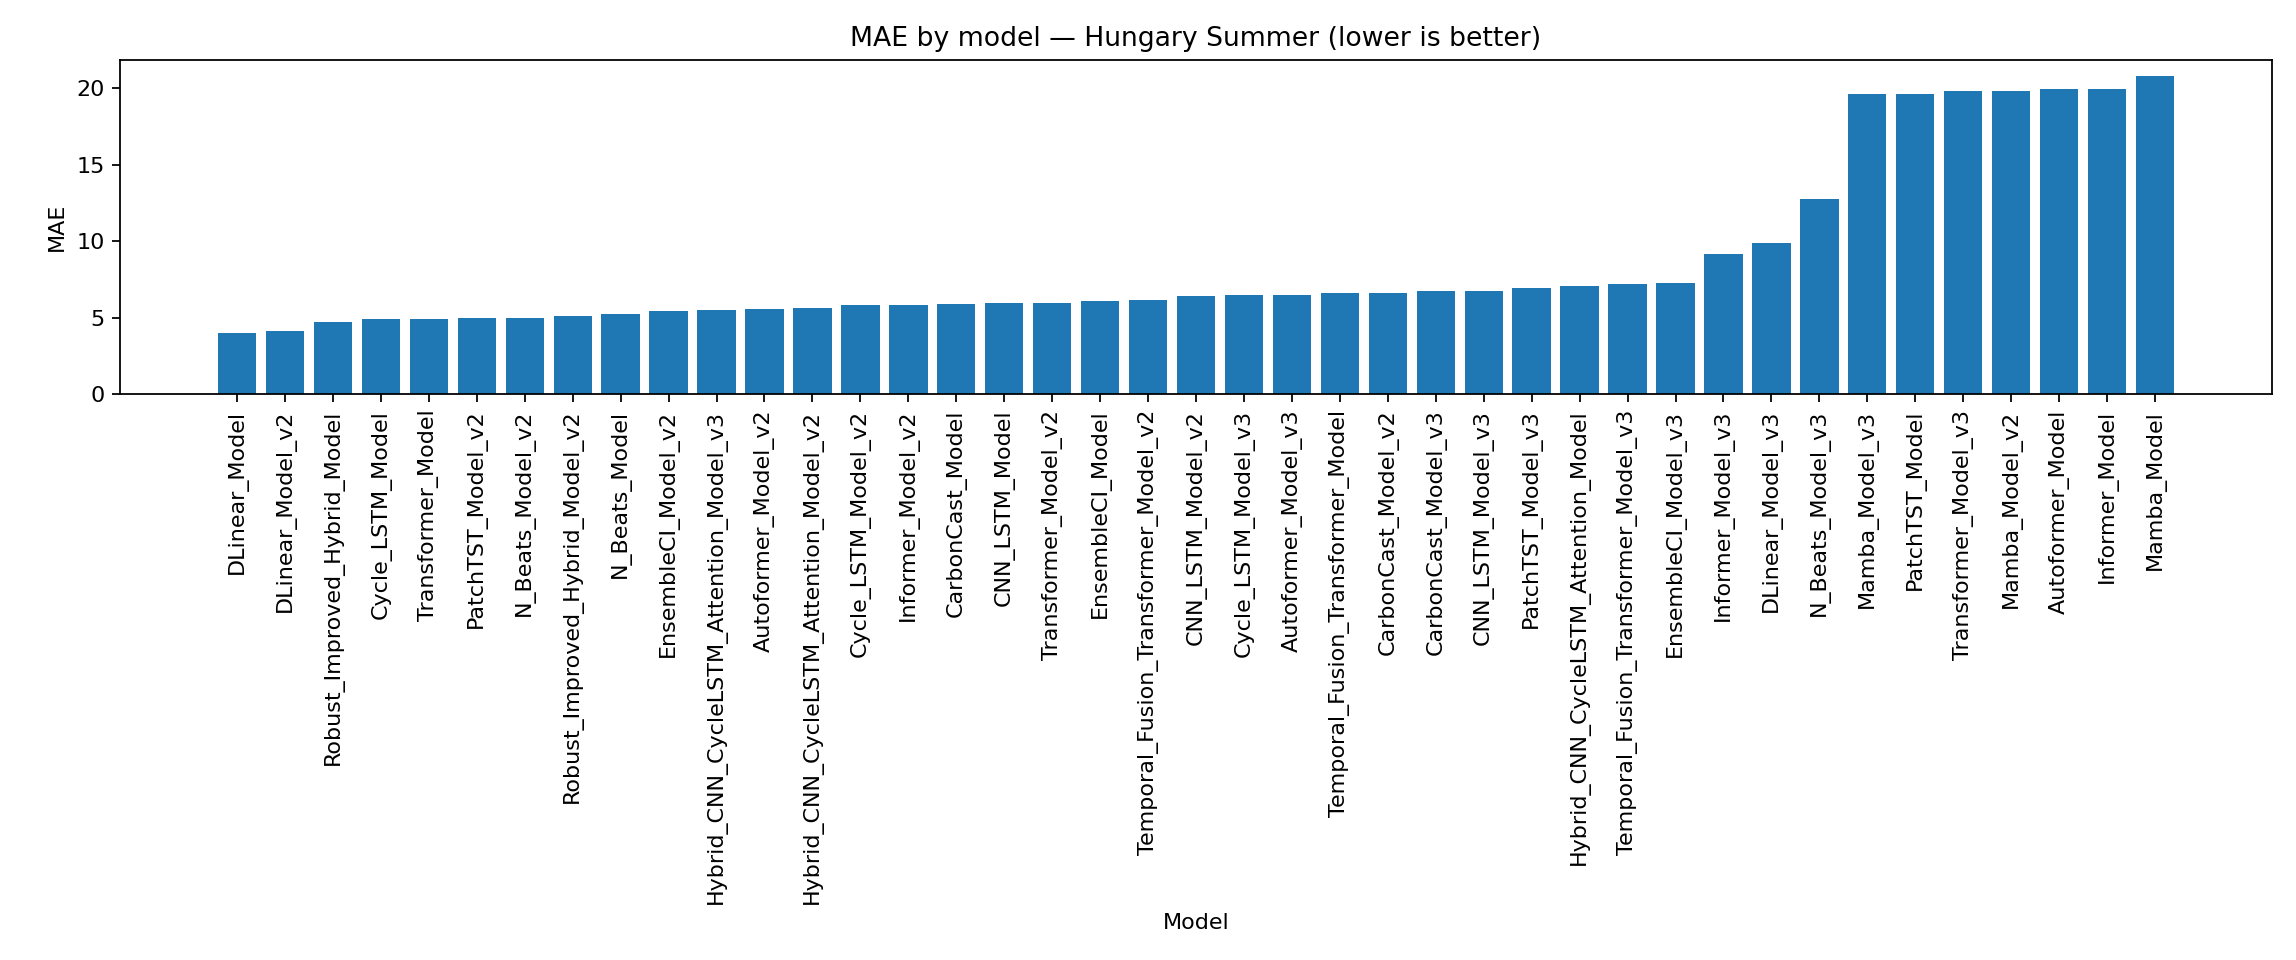 MAE by model — Hungary Summer (lower is better)
MAE
20
15
10
5
0
DLinear_Model
DLinear_Model_v2
Robust_Improved_Hybrid_Model
Cycle_LSTM_Model
Transformer_Model
PatchTST_Model_v2
N_Beats_Model_v2
Robust_Improved_Hybrid_Model_v2
N_Beats_Model
EnsembleCI_Model_v2
Hybrid_CNN_CycleLSTM_Attention_Model_v3
Autoformer_Model_v2
Hybrid_CNN_CycleLSTM_Attention_Model_v2
Cycle_LSTM_Model_v2
Informer_Model_v2
CarbonCast_Model
CNN_LSTM_Model
Transformer_Model_v2
EnsembleCI_Model
Temporal_Fusion_Transformer_Model_v2
CNN_LSTM_Model_v2
Cycle_LSTM_Model_v3
Autoformer_Model_v3
Temporal_Fusion_Transformer_Model
CarbonCast_Model_v2
CarbonCast_Model_v3
CNN_LSTM_Model_v3
PatchTST_Model_v3
Hybrid_CNN_CycleLSTM_Attention_Model
Temporal_Fusion_Transformer_Model_v3
EnsembleCI_Model_v3
Informer_Model_v3
DLinear_Model_v3
N_Beats_Model_v3
Mamba_Model_v3
PatchTST_Model
Transformer_Model_v3
Mamba_Model_v2
Autoformer_Model
Informer_Model
Mamba_Model
Model